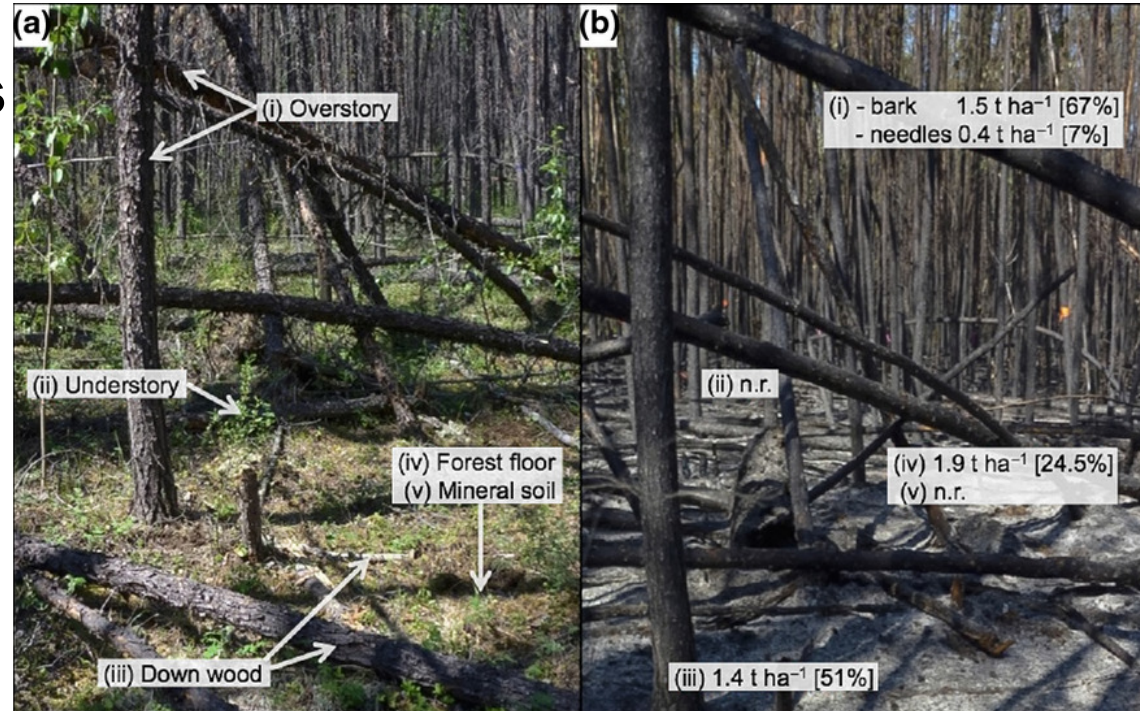 s
(a)
(i) Overstory
(ii) Understory
(iv) Forest floor
(v) Mineral soil
(iii) Down wood
(b)
(i) - bark 1.5 t ha⁻¹ [67%]
- needles 0.4 t ha⁻¹ [7%]
(ii) n.r.
(iv) 1.9 t ha⁻¹ [24.5%]
(v) n.r.
(iii) 1.4 t ha⁻¹ [51%]